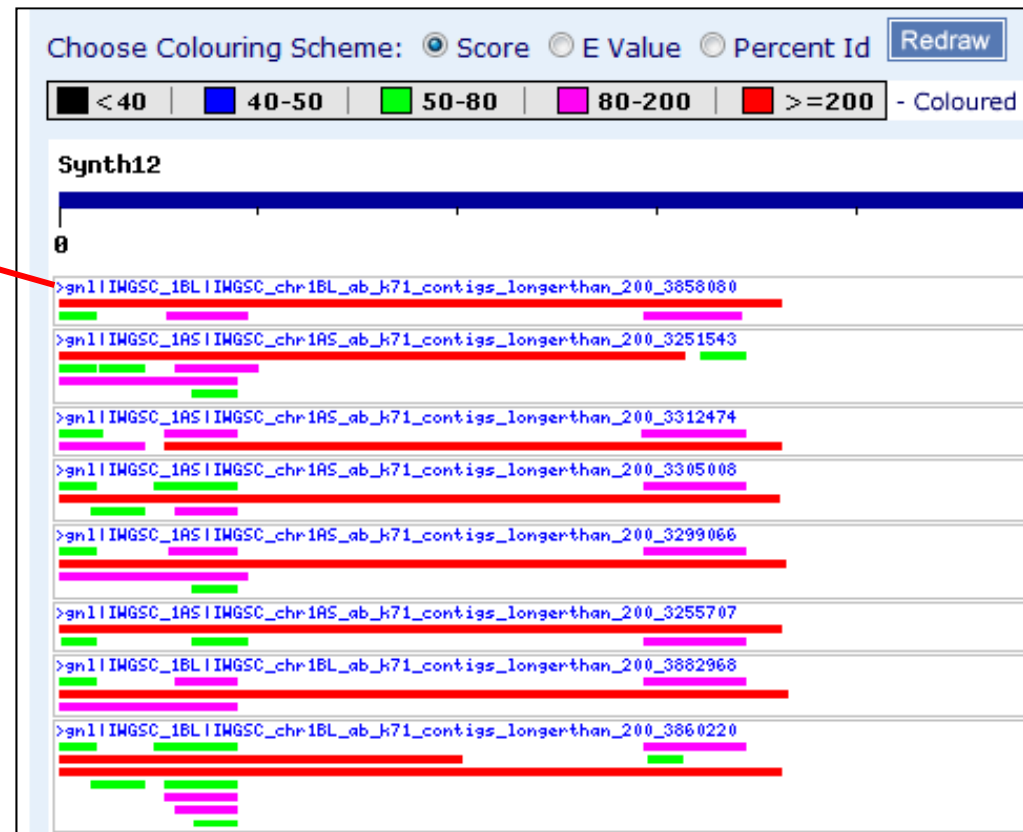 Choose Colouring Scheme: Score E Value Percent Id Redraw
<40 | 40-50 | 50-80 | 80-200 | >=200 - Coloured
Synth12
0
>gnl|IWGSC_1BL|IWGSC_chr1BL_ab_k71_contigs_longerthan_200_3858080
>gnl|IWGSC_1AS|IWGSC_chr1AS_ab_k71_contigs_longerthan_200_3251543
>gnl|IWGSC_1AS|IWGSC_chr1AS_ab_k71_contigs_longerthan_200_3312474
>gnl|IWGSC_1AS|IWGSC_chr1AS_ab_k71_contigs_longerthan_200_3305008
>gnl|IWGSC_1AS|IWGSC_chr1AS_ab_k71_contigs_longerthan_200_3299066
>gnl|IWGSC_1AS|IWGSC_chr1AS_ab_k71_contigs_longerthan_200_3255707
>gnl|IWGSC_1BL|IWGSC_chr1BL_ab_k71_contigs_longerthan_200_3882968
>gnl|IWGSC_1BL|IWGSC_chr1BL_ab_k71_contigs_longerthan_200_3860220